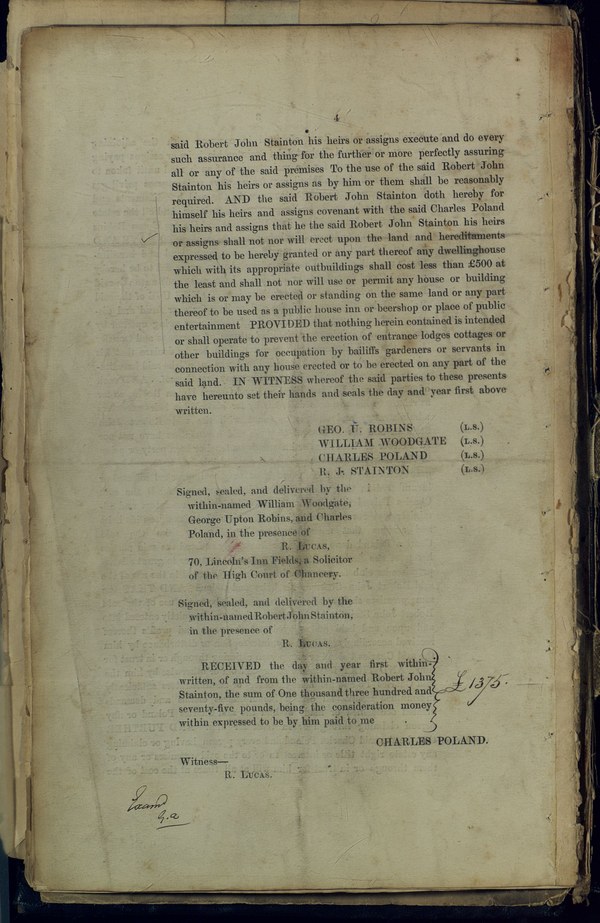 4
said Robert John Stainton his heirs or assigns execute and do every
such assurance and thing for the further or more perfectly assuring
all or any of the said premises To the use of the said Robert John
Stainton his heirs or assigns as by him or them shall be reasonably
required. AND the said Robert John Stainton doth hereby for
himself his heirs and assigns covenant with the said Charles Poland
his heirs and assigns that he the said Robert John Stainton his heirs
or assigns shall not nor will erect upon the land and hereditaments
expressed to be hereby granted or any part thereof any dwellinghouse
which with its appropriate outbuildings shall cost less than £500 at
the least and shall not nor will use or permit any house or building
which is or may be erected or standing on the same land or any part
thereof to be used as a public house inn or beershop or place of public
entertainment PROVIDED that nothing herein contained is intended
or shall operate to prevent the erection of entrance lodges cottages or
other buildings for occupation by bailiffs gardeners or servants in
connection with any house erected or to be erected on any part of the
said land. IN WITNESS whereof the said parties to these presents
have hereunto set their hands and seals the day and year first above
written.
GEO. U. ROBINS (L.S.)
WILLIAM WOODGATE (L.S.)
CHARLES POLAND (L.S.)
R. J. STAINTON (L.S.)
Signed, sealed, and delivered by the
within-named William Woodgate,
George Upton Robins, and Charles
Poland, in the presence of
R. LUCAS,
70, Lincoln's Inn Fields, a Solicitor
of the High Court of Chancery.
Signed, sealed, and delivered by the
within-named Robert John Stainton,
in the presence of
R. LUCAS.
RECEIVED the day and year first within-
written, of and from the within-named Robert John
Stainton, the sum of One thousand three hundred and
seventy-five pounds, being the consideration money
within expressed to be by him paid to me
£1375.
CHARLES POLAND.
Witness—
R. LUCAS.